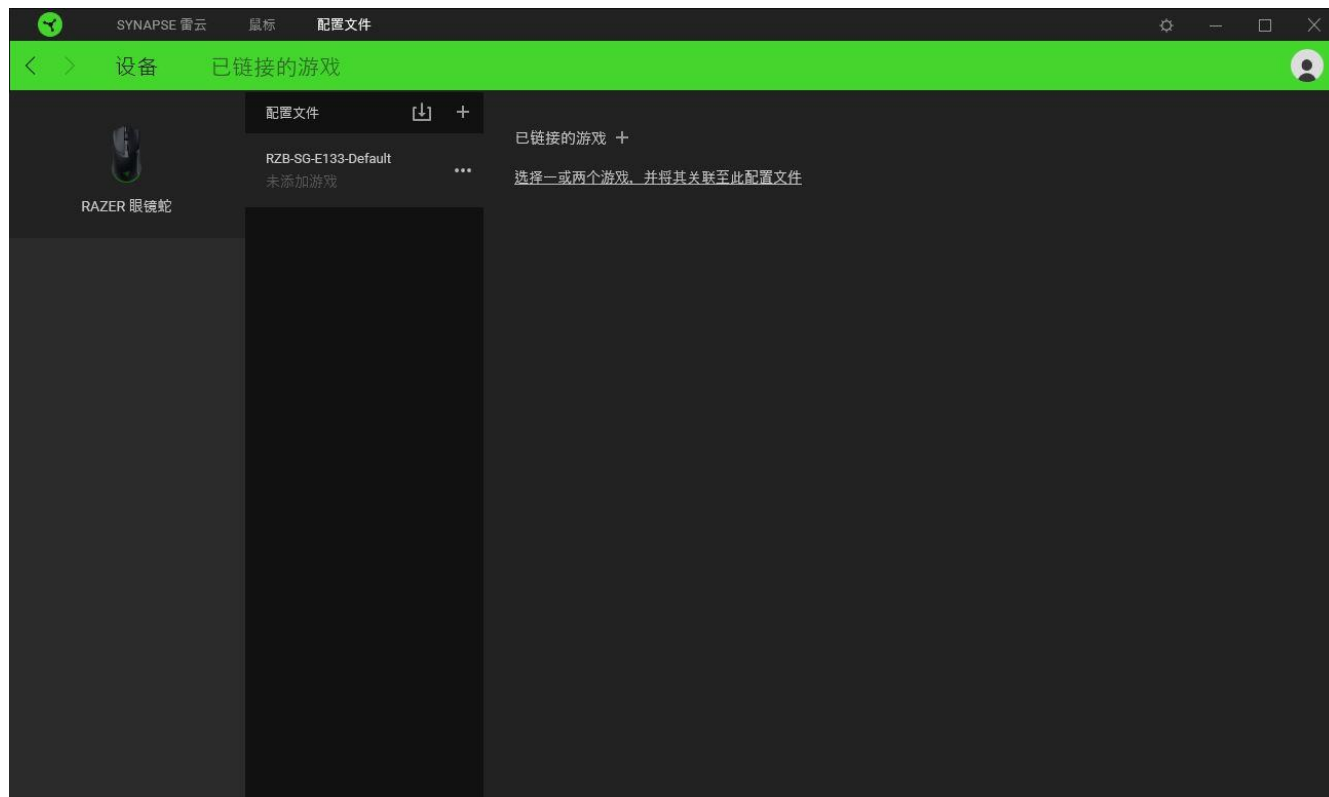 SYNAPSE 雷云 鼠标 配置文件
设备 已链接的游戏
RAZER 眼镜蛇
配置文件
RZB-SG-E133-Default
未添加游戏
已链接的游戏
选择一或两个游戏，并将其关联至此配置文件